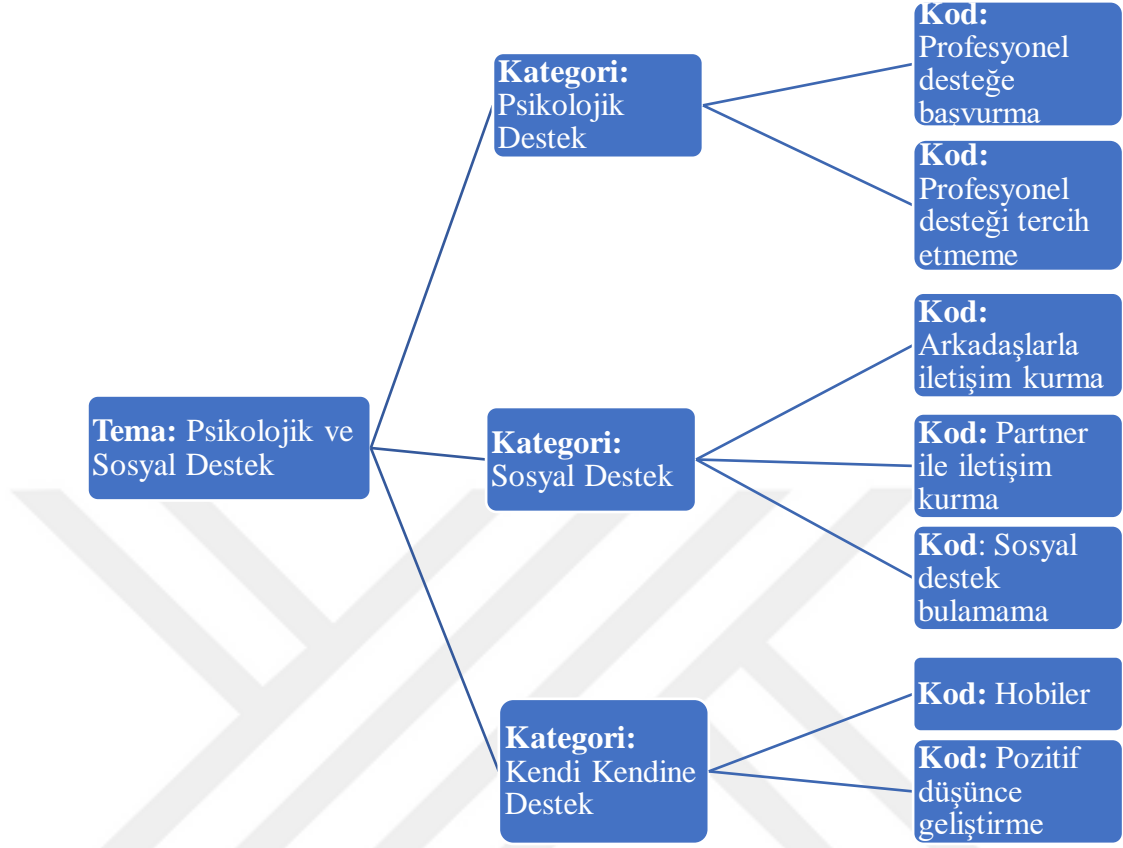 Tema: Psikolojik ve
Sosyal Destek
Kategori:
Psikolojik
Destek
Kod:
Profesyonel
desteğe
başvurma
Kod:
Profesyonel
desteği tercih
etmeme
Kategori:
Sosyal Destek
Kod:
Arkadaşlarla
iletişim kurma
Kod: Partner
ile iletişim
kurma
Kod: Sosyal
destek
bulamama
Kategori:
Kendi Kendine
Destek
Kod: Hobiler
Kod: Pozitif
düşünce
geliştirme